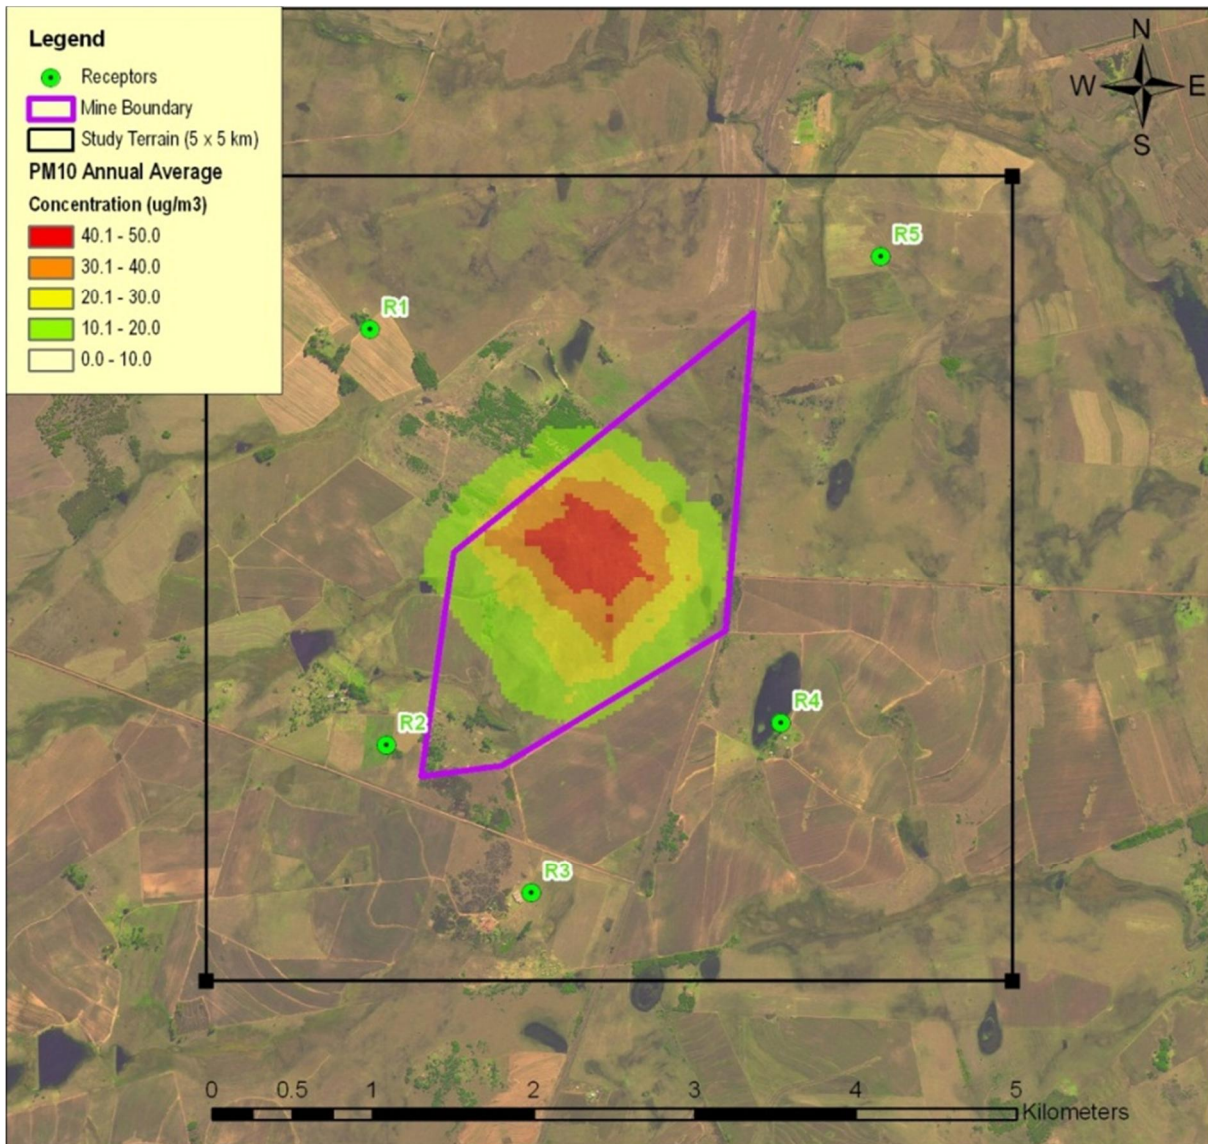 Legend
Receptors
Mine Boundary
Study Terrain (5 x 5 km)
PM10 Annual Average
Concentration (ug/m3)
40.1 - 50.0
30.1 - 40.0
20.1 - 30.0
10.1 - 20.0
0.0 - 10.0
N
W E
S
R5
R1
R4
R2
R3
0 0.5 1 2 3 4 5
Kilometers